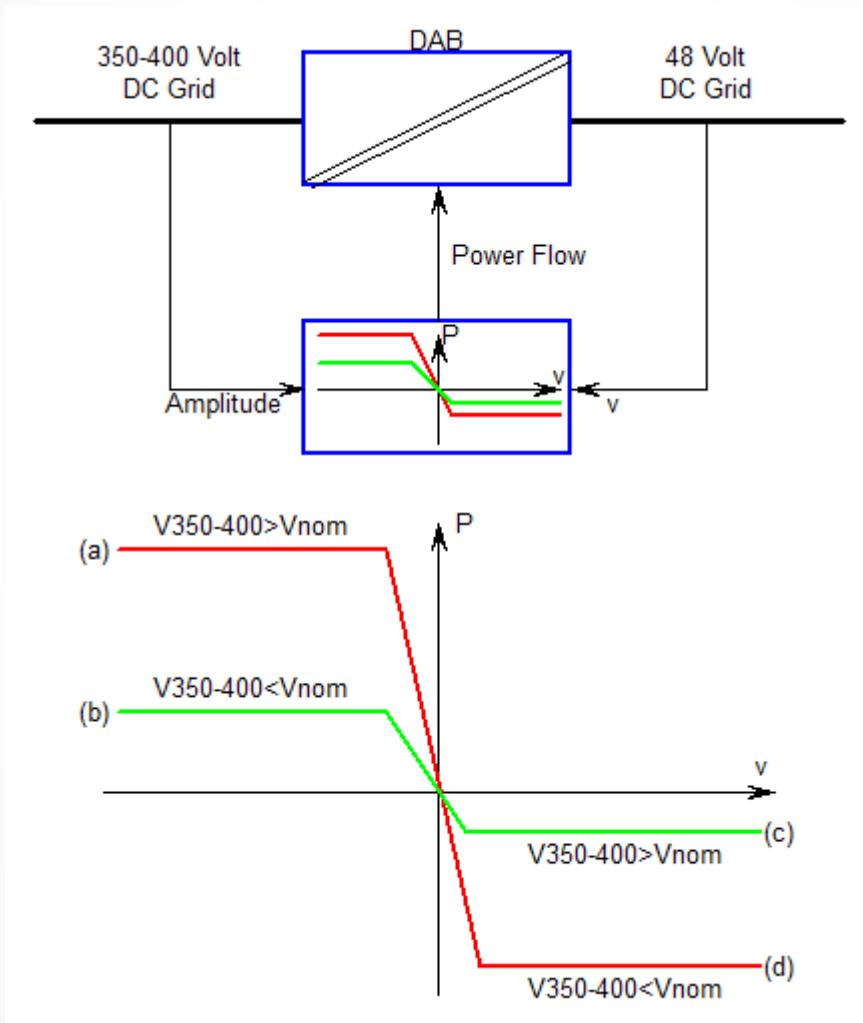 DAB
350-400 Volt
DC Grid
48 Volt
DC Grid
Power Flow
P
v
Amplitude
v
V350-400>Vnom
P
(a)
V350-400<Vnom
(b)
v
(c)
V350-400>Vnom
(d)
V350-400<Vnom